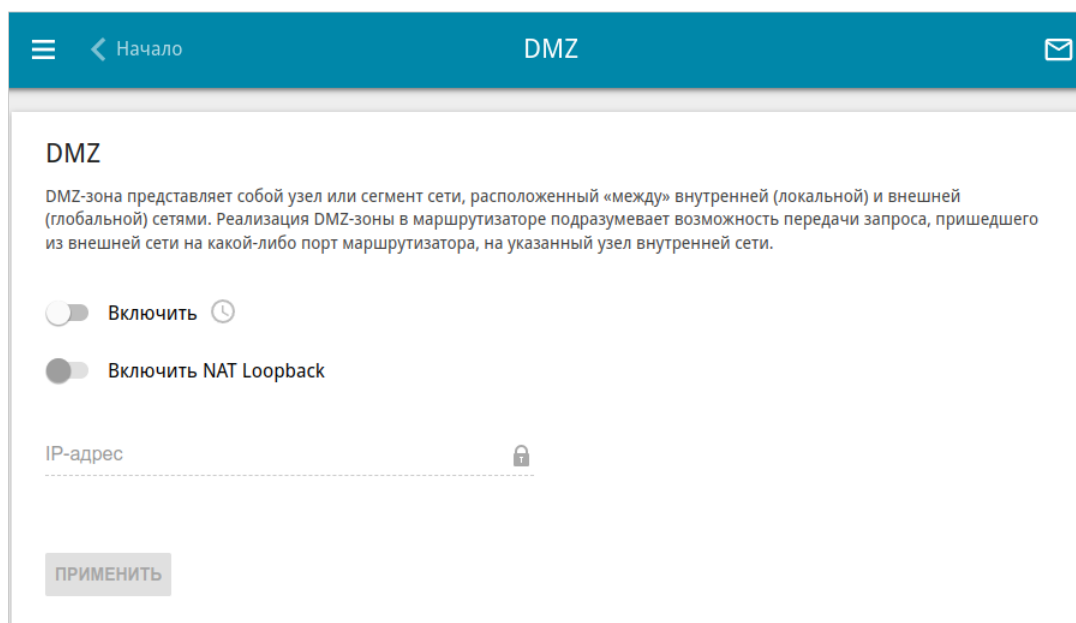 Начало
DMZ
DMZ
DMZ-зона представляет собой узел или сегмент сети, расположенный «между» внутренней (локальной) и внешней
(глобальной) сетями. Реализация DMZ-зоны в маршрутизаторе подразумевает возможность передачи запроса, пришедшего
из внешней сети на какой-либо порт маршрутизатора, на указанный узел внутренней сети.
Включить
Включить NAT Loopback
IP-адрес
ПРИМЕНИТЬ